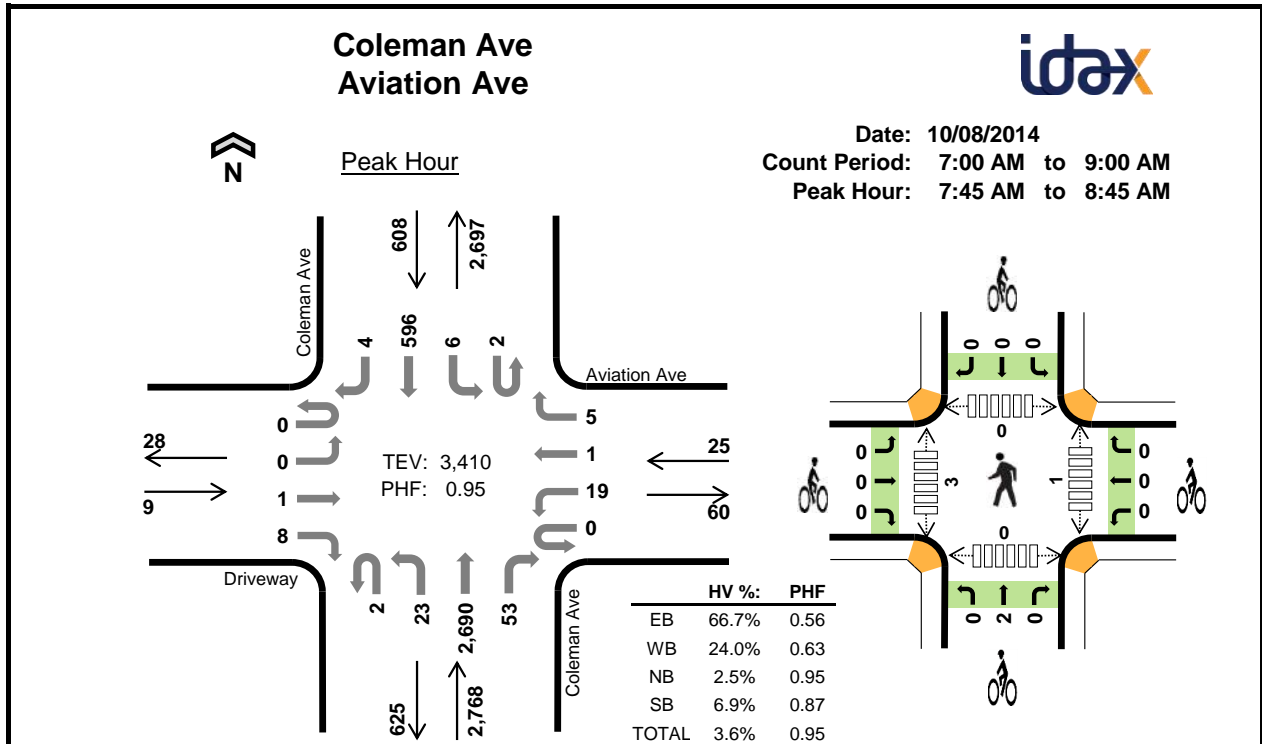 Coleman Ave
Aviation Ave
idax
Date: 10/08/2014
Count Period: 7:00 AM to 9:00 AM
Peak Hour: 7:45 AM to 8:45 AM
N
Peak Hour
608
2,697
Coleman Ave
4
596
6
2
Aviation Ave
0
0
1
8
28
9
TEV: 3,410
PHF: 0.95
5
1
19
0
25
60
Driveway
2
23
2,690
53
Coleman Ave
625
2,768
HV %: PHF
EB 66.7% 0.56
WB 24.0% 0.63
NB 2.5% 0.95
SB 6.9% 0.87
TOTAL 3.6% 0.95
0 0 0
0
0
0
0
3
1
0
0
0
0
0
2
0